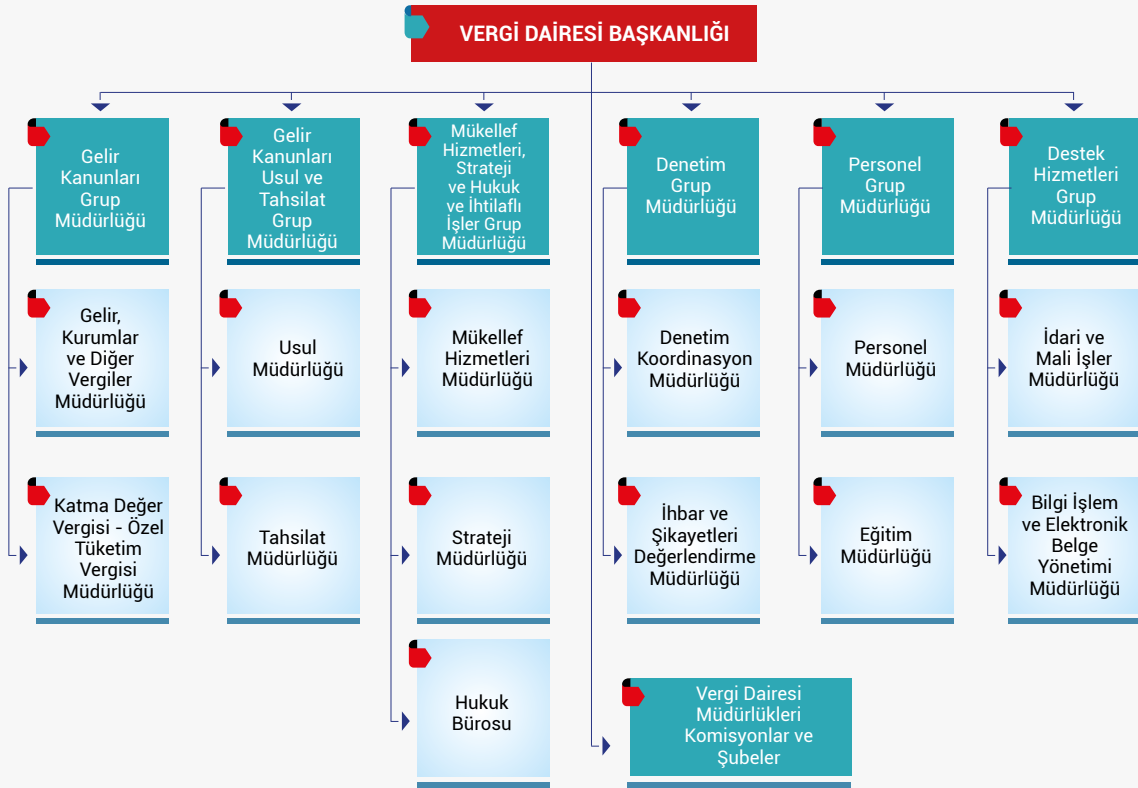 VERGİ DAİRESİ BAŞKANLIĞI
Gelir
Kanunları
Grup
Müdürlüğü
Gelir
Kanunları
Usul ve
Tahsilat
Grup
Müdürlüğü
Mükellef
Hizmetleri,
Strateji
ve Hukuk
ve İhtilaflı
İşler Grup
Müdürlüğü
Denetim
Grup
Müdürlüğü
Personel
Grup
Müdürlüğü
Destek
Hizmetleri
Grup
Müdürlüğü
Gelir,
Kurumlar
ve Diğer
Vergiler
Müdürlüğü
Usul
Müdürlüğü
Mükellef
Hizmetleri
Müdürlüğü
Denetim
Koordinasyon
Müdürlüğü
Personel
Müdürlüğü
İdari ve
Mali İşler
Müdürlüğü
Katma Değer
Vergisi - Özel
Tüketim
Vergisi
Müdürlüğü
Tahsilat
Müdürlüğü
Strateji
Müdürlüğü
İhbar ve
Şikayetleri
Değerlendirme
Müdürlüğü
Eğitim
Müdürlüğü
Bilgi İşlem
ve Elektronik
Belge
Yönetimi
Müdürlüğü
Hukuk
Bürosu
Vergi Dairesi
Müdürlükleri
Komisyonlar ve
Şubeler